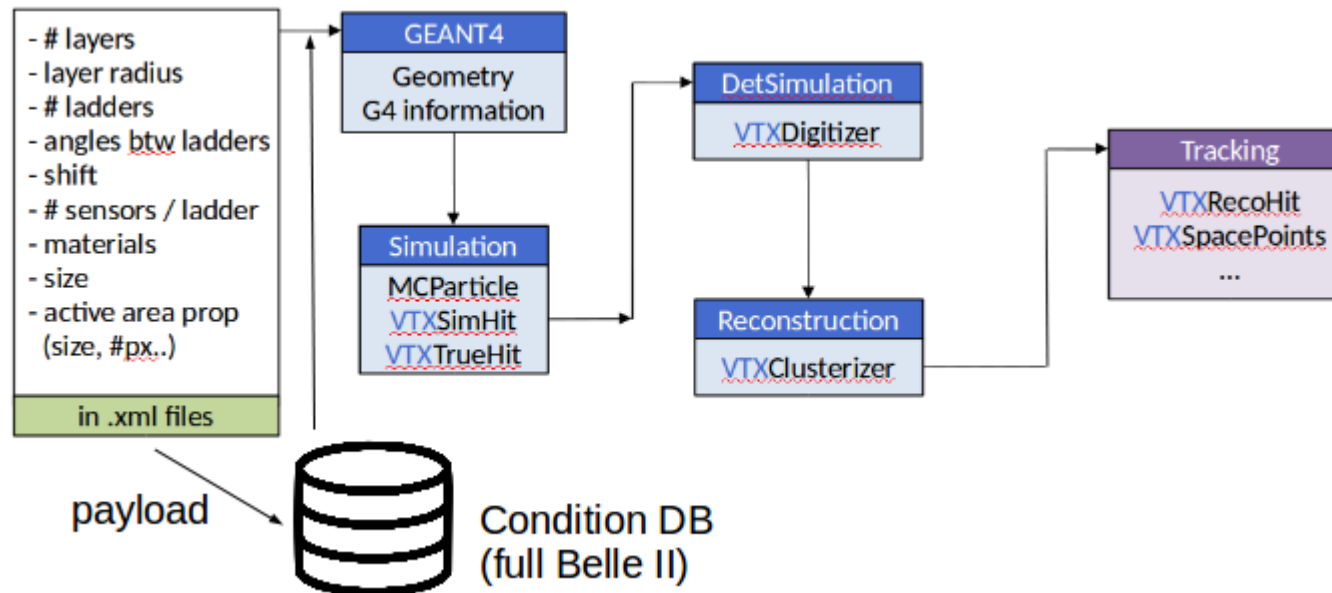 - # layers
- layer radius
- # ladders
- angles btw ladders
- shift
- # sensors / ladder
- materials
- size
- active area prop
(size, #px..)
in .xml files
payload
Condition DB
(full Belle II)
GEANT4
Geometry
G4 information
Simulation
MCParticle
VTXSimHit
VTXTrueHit
DetSimulation
VTXDigitizer
Reconstruction
VTXClusterizer
Tracking
VTXRecoHit
VTXSpacePoints
...